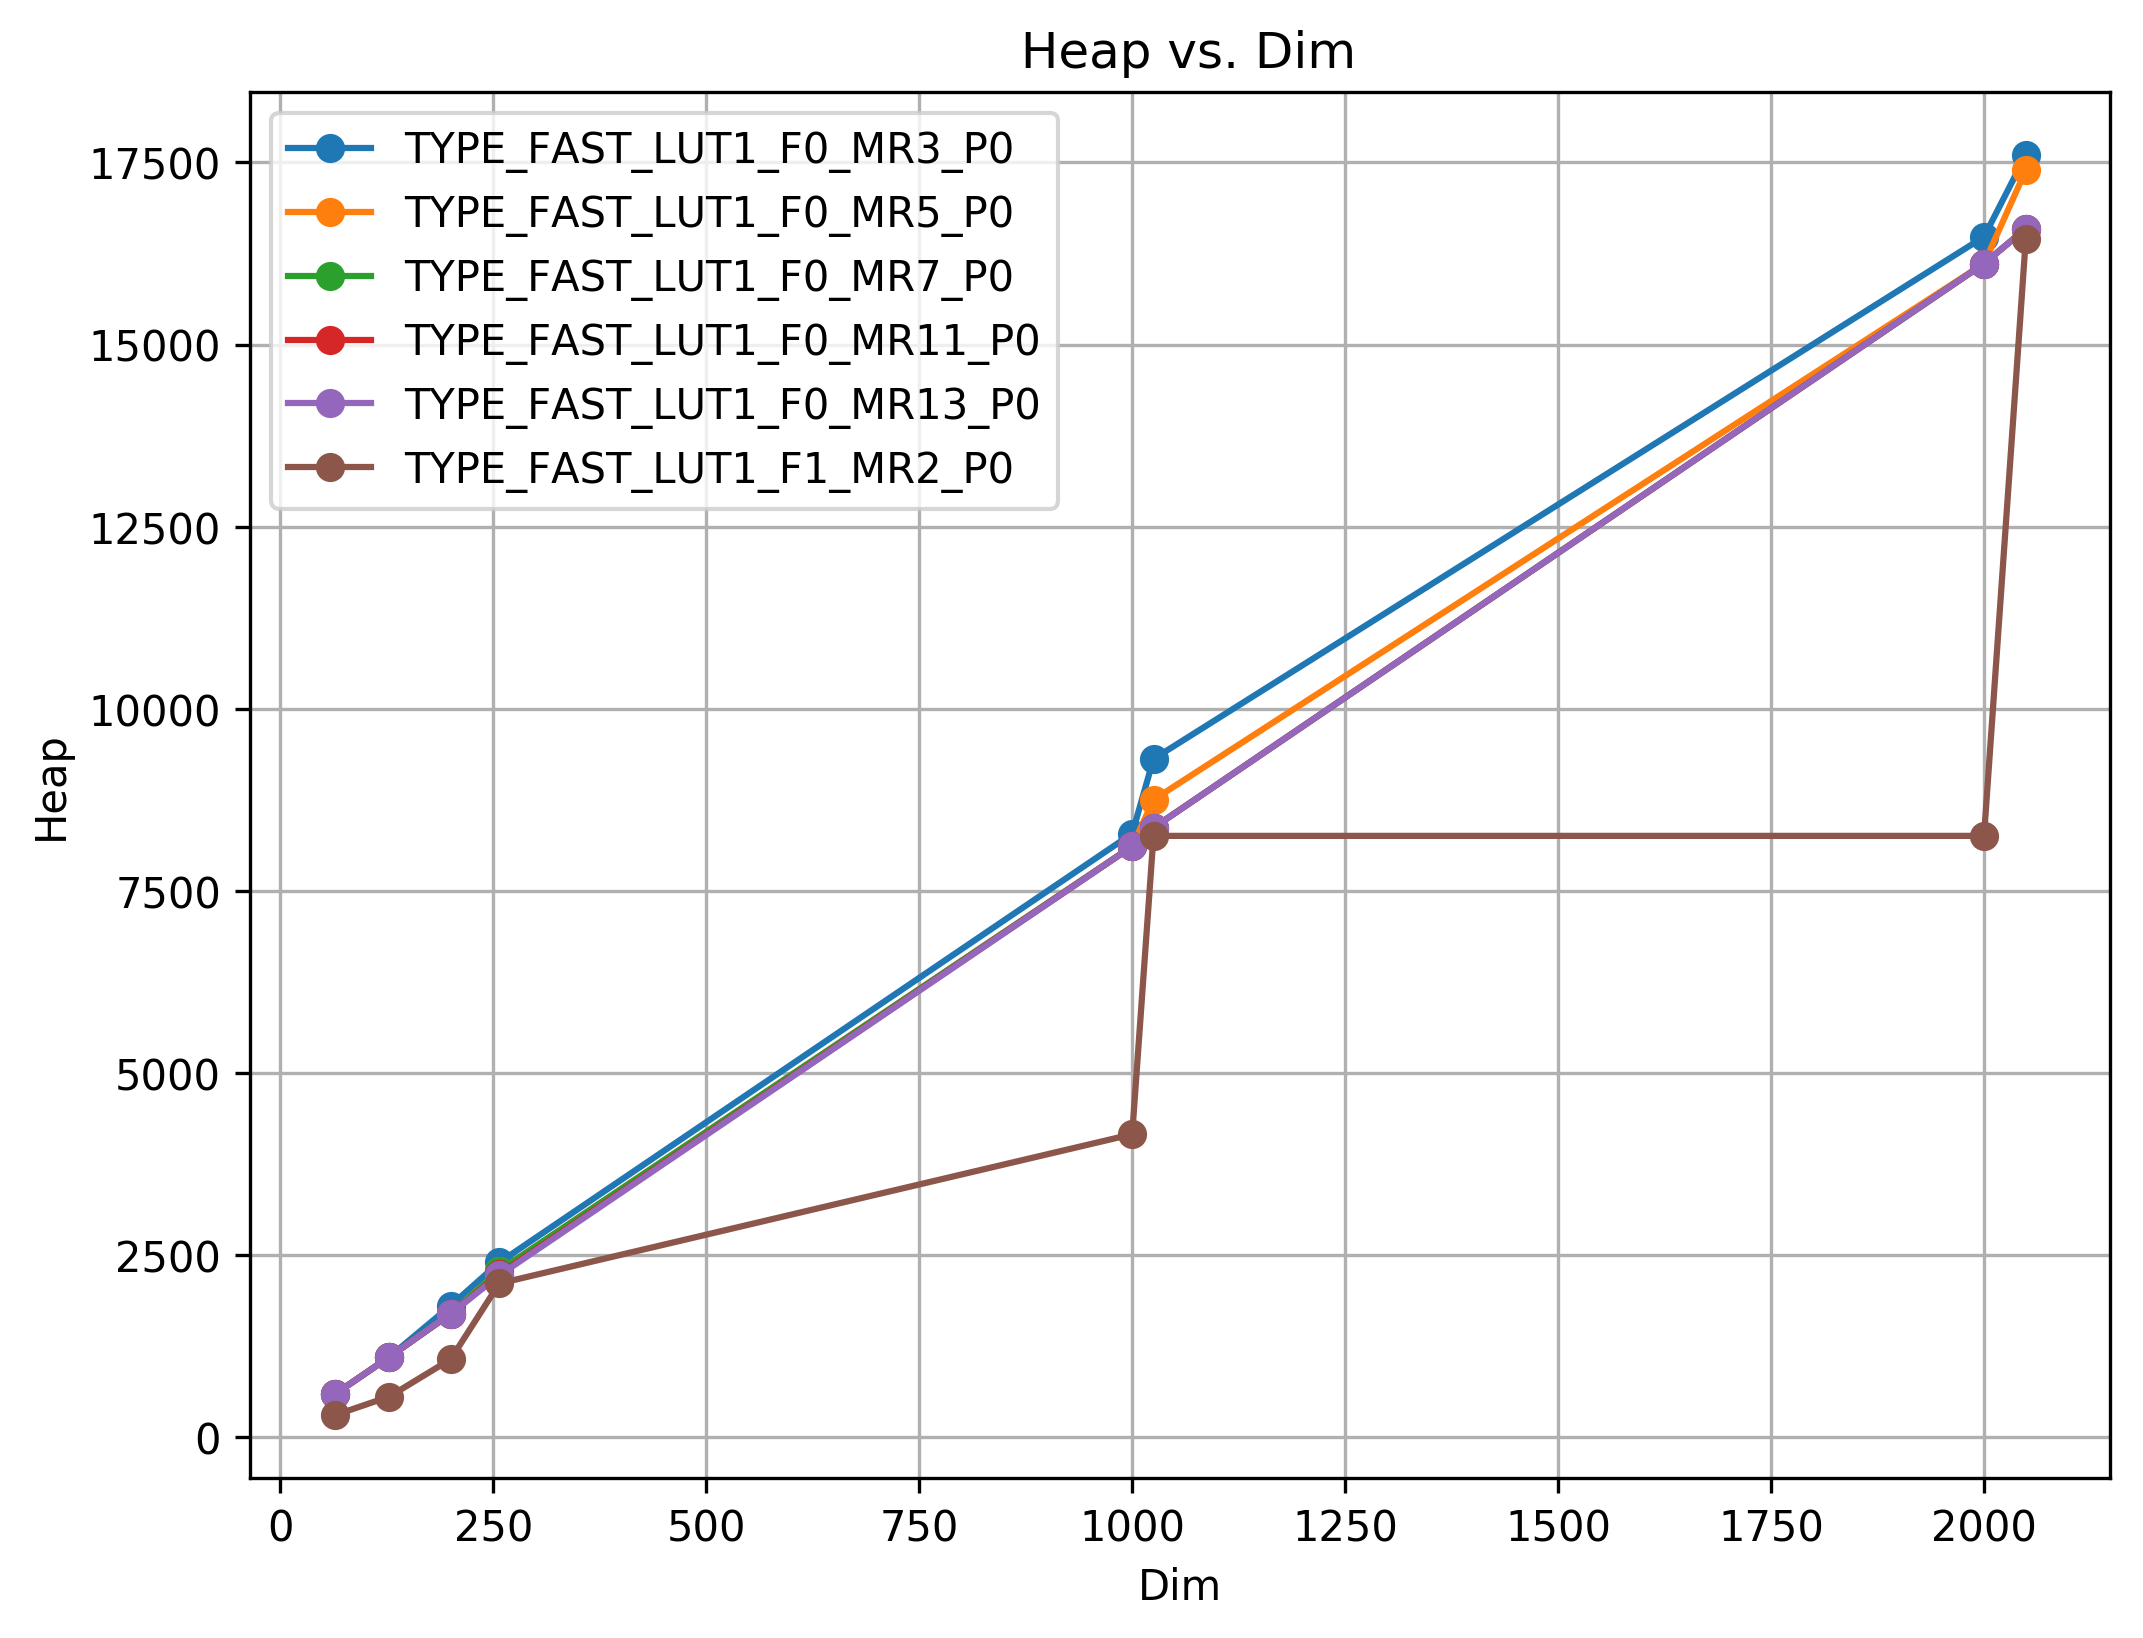 Heap vs. Dim
TYPE_FAST_LUT1_F0_MR3_P0
TYPE_FAST_LUT1_F0_MR5_P0
TYPE_FAST_LUT1_F0_MR7_P0
TYPE_FAST_LUT1_F0_MR11_P0
TYPE_FAST_LUT1_F0_MR13_P0
TYPE_FAST_LUT1_F1_MR2_P0
17500
15000
12500
10000
7500
5000
2500
0
Heap
0 250 500 750 1000 1250 1500 1750 2000
Dim